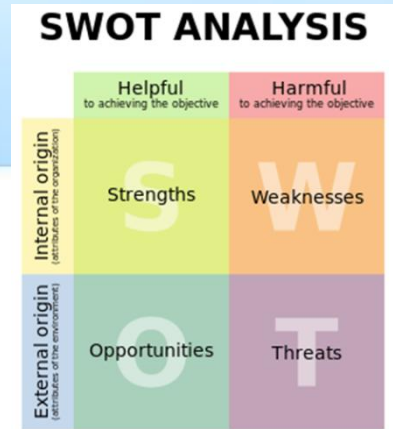 SWOT ANALYSIS
Helpful
to achieving the objective
Harmful
to achieving the objective
Internal origin
(attributes of the organization)
S
Strengths
W
Weaknesses
External origin
(attributes of the environment)
O
Opportunities
T
Threats